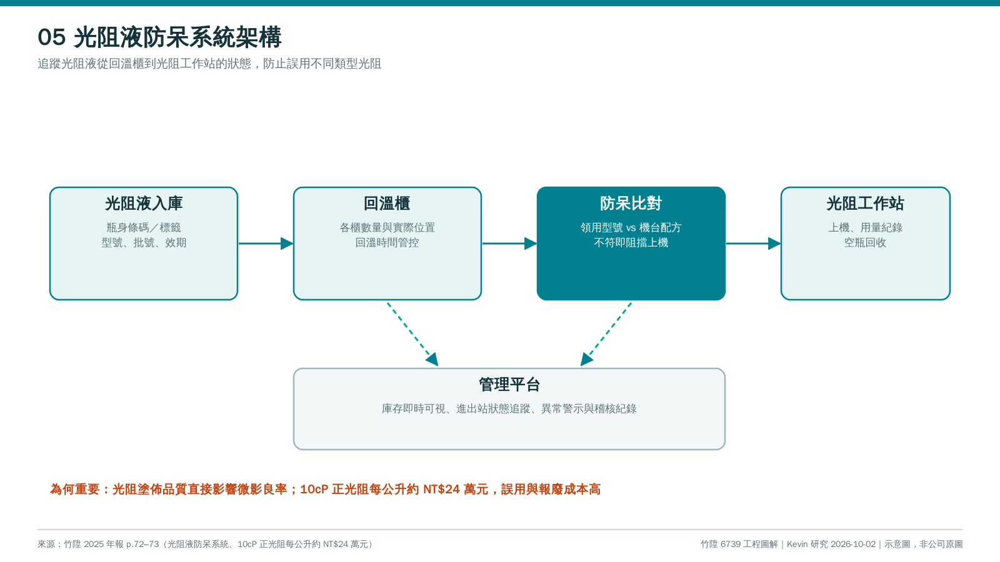 05 光阻液防呆系統架構
追蹤光阻液從回溫櫃到光阻工作站的狀態，防止誤用不同類型光阻
光阻液入庫
瓶身條碼／標籤
型號、批號、效期
回溫櫃
各櫃數量與實際位置
回溫時間管控
防呆比對
領用型號 vs 機台配方
不符即阻擋上機
光阻工作站
上機、用量紀錄
空瓶回收
管理平台
庫存即時可視、進出站狀態追蹤、異常警示與稽核紀錄
為何重要：光阻塗佈品質直接影響微影良率；10cP 正光阻每公升約 NT$24 萬元，誤用與報廢成本高
來源：竹陞 2025 年報 p.72–73（光阻液防呆系統、10cP 正光阻每公升約 NT$24 萬元）
竹陞 6739 工程圖解｜Kevin 研究 2026-10-02｜示意圖，非公司原圖